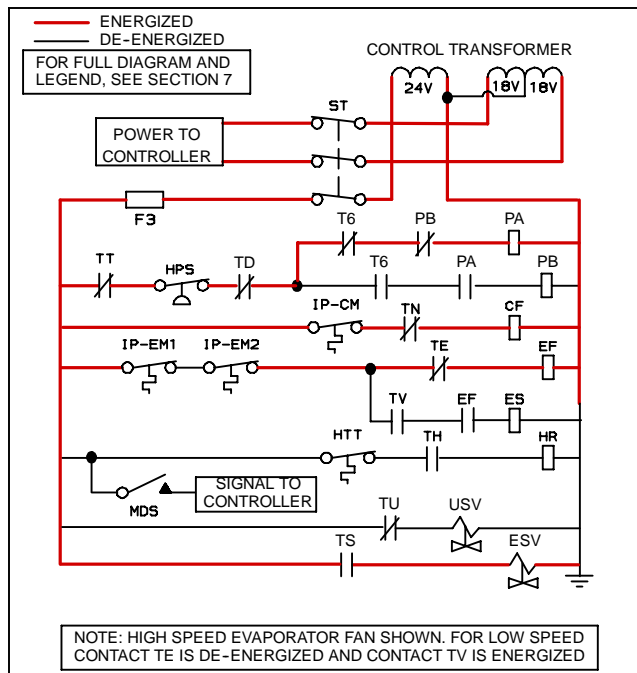 ENERGIZED
DE-ENERGIZED
FOR FULL DIAGRAM AND
LEGEND, SEE SECTION 7
CONTROL TRANSFORMER
24V
18V
18V
ST
POWER TO
CONTROLLER
F3
TT
HPS
TD
T6
PB
PA
T6
PA
PB
IP-CM
TN
CF
IP-EM1
IP-EM2
TE
EF
TV
EF
ES
HTT
TH
HR
MDS
SIGNAL TO
CONTROLLER
TU
USV
TS
ESV
NOTE: HIGH SPEED EVAPORATOR FAN SHOWN. FOR LOW SPEED
CONTACT TE IS DE-ENERGIZED AND CONTACT TV IS ENERGIZED